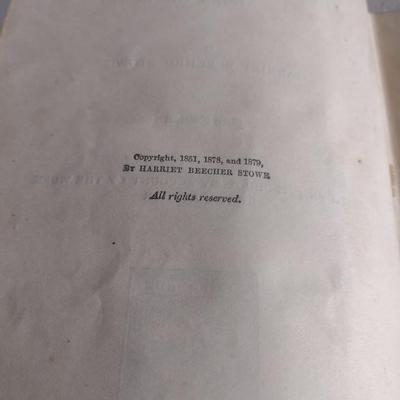 Copyright, 1851, 1878, and 1879,
BY HARRIET BEECHER STOWE
All rights reserved.